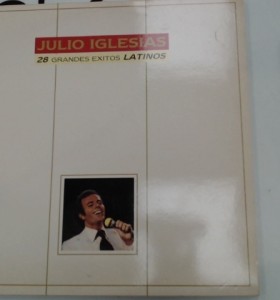 JULIO IGLESIAS
28 GRANDES EXITOS LATINOS